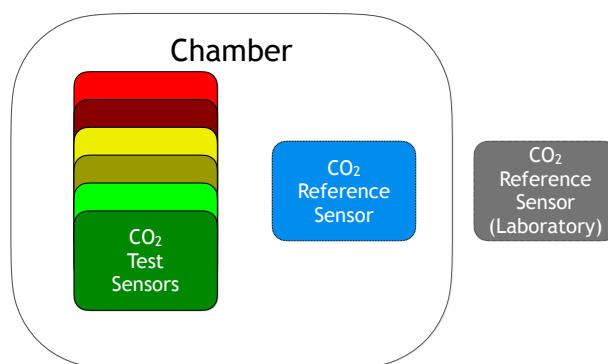 Chamber
CO₂
Test
Sensors
CO₂
Reference
Sensor
CO₂
Reference
Sensor
(Laboratory)